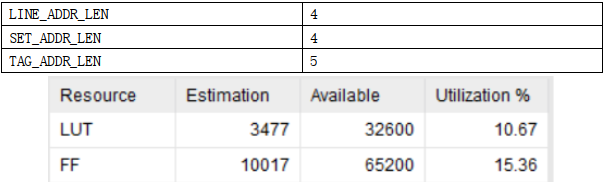 LINE_ADDR_LEN 4
SET_ADDR_LEN 4
TAG_ADDR_LEN 5
Resource Estimation Available Utilization %
LUT 3477 32600 10.67
FF 10017 65200 15.36